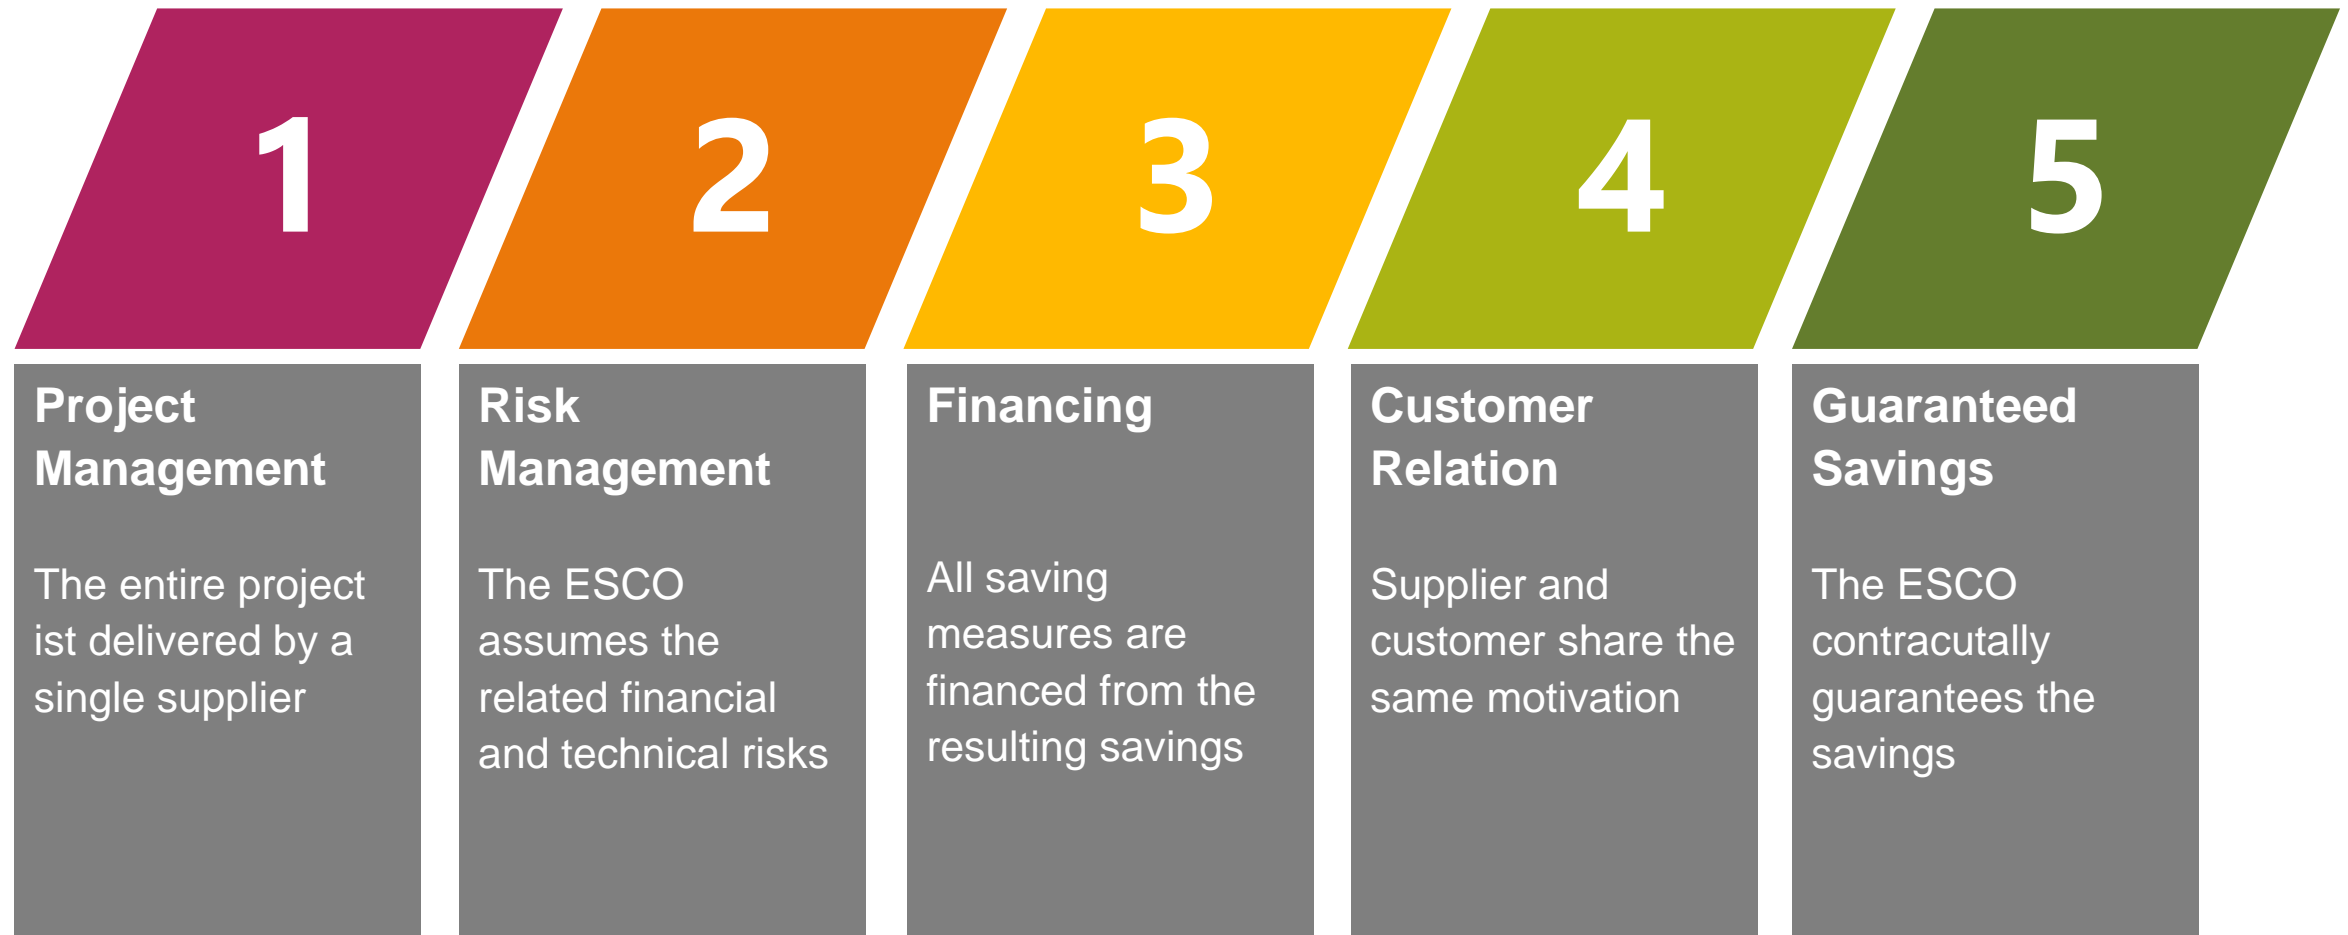 1
2
3
4
5
Project
Management
The entire project
ist delivered by a
single supplier
Risk
Management
The ESCO
assumes the
related financial
and technical risks
Financing
All saving
measures are
financed from the
resulting savings
Customer
Relation
Supplier and
customer share the
same motivation
Guaranteed
Savings
The ESCO
contracutally
guarantees the
savings